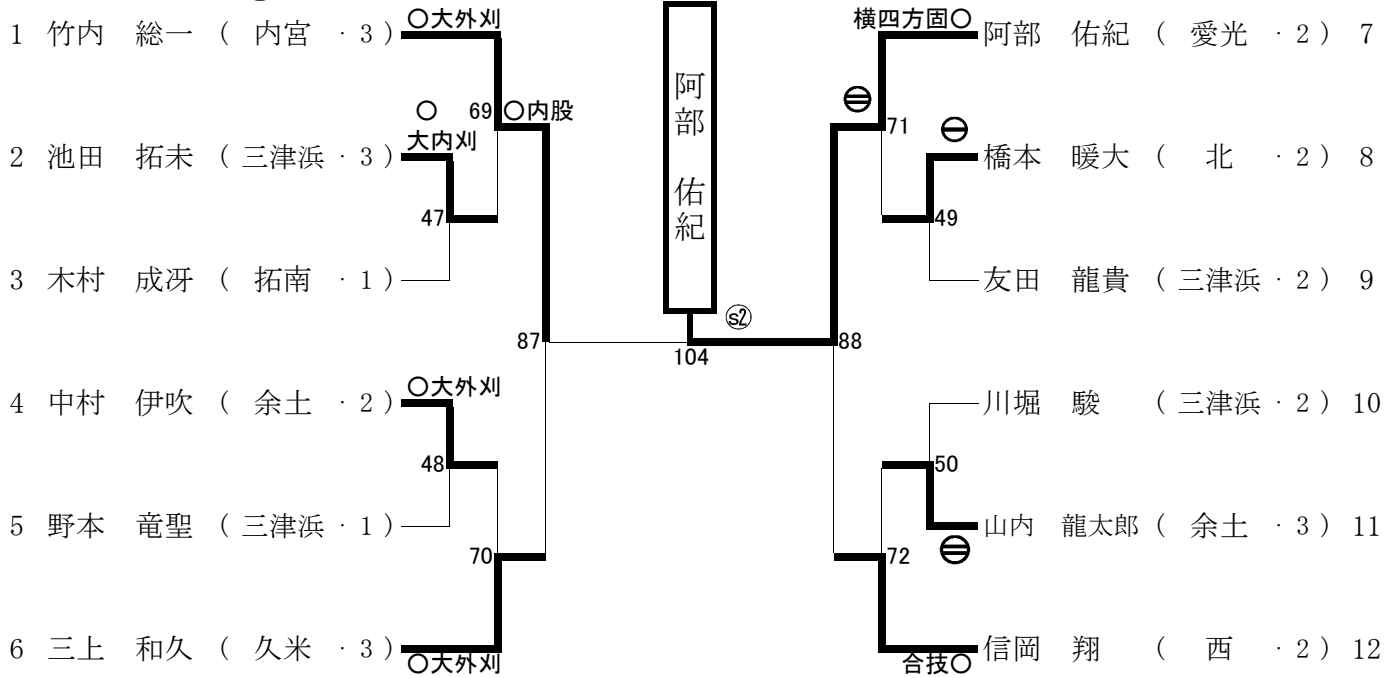 1 竹内 総一 ( 内宮 ・3)
○大外刈
69
○内股
○
大内刈
2 池田 拓未 (三津浜・3)
47
3 木村 成冴 ( 拓南 ・1)
87
4 中村 伊吹 ( 余土 ・2)
○大外刈
48
5 野本 竜聖 (三津浜・1)
70
6 三上 和久 ( 久米 ・3)
○大外刈
阿部 佑紀
s2
104
横四方固○
阿部 佑紀 ( 愛光 ・2) 7
71
橋本 暖大 ( 北 ・2) 8
49
友田 龍貴 (三津浜・2) 9
88
川堀 駿 (三津浜・2) 10
50
山内 龍太郎 ( 余土 ・3) 11
72
信岡 翔 ( 西 ・2) 12
合技○